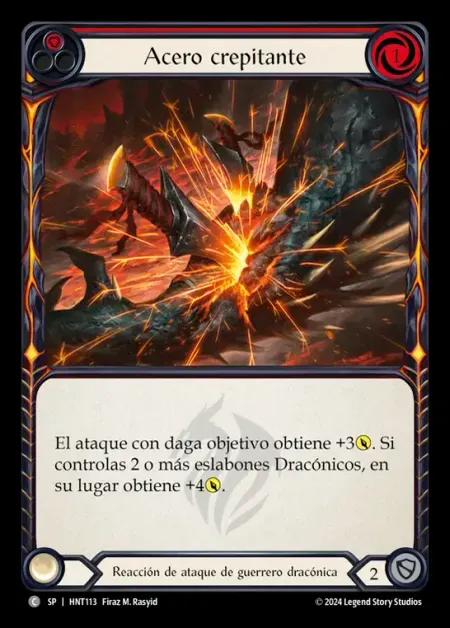 Acero crepitante
1
El ataque con daga objetivo obtiene +3. Si
controlas 2 o más eslabones Dracónicos, en
su lugar obtiene +4.
Reacción de ataque de guerrero dracónica
2
C SP | HNT113 Firaz M. Rasyid
© 2024 Legend Story Studios